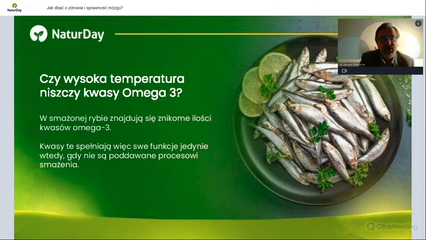 NaturDay
Jak dbać o zdrowie i sprawność mózgu?
NaturDay
Czy wysoka temperatura
niszczy kwasy Omega 3?
W smażonej rybie znajdują się znikome ilości
kwasów omega-3.
Kwasy te spełniają więc swe funkcje jedynie
wtedy, gdy nie są poddawane procesowi
smażenia.
ClickMeeting